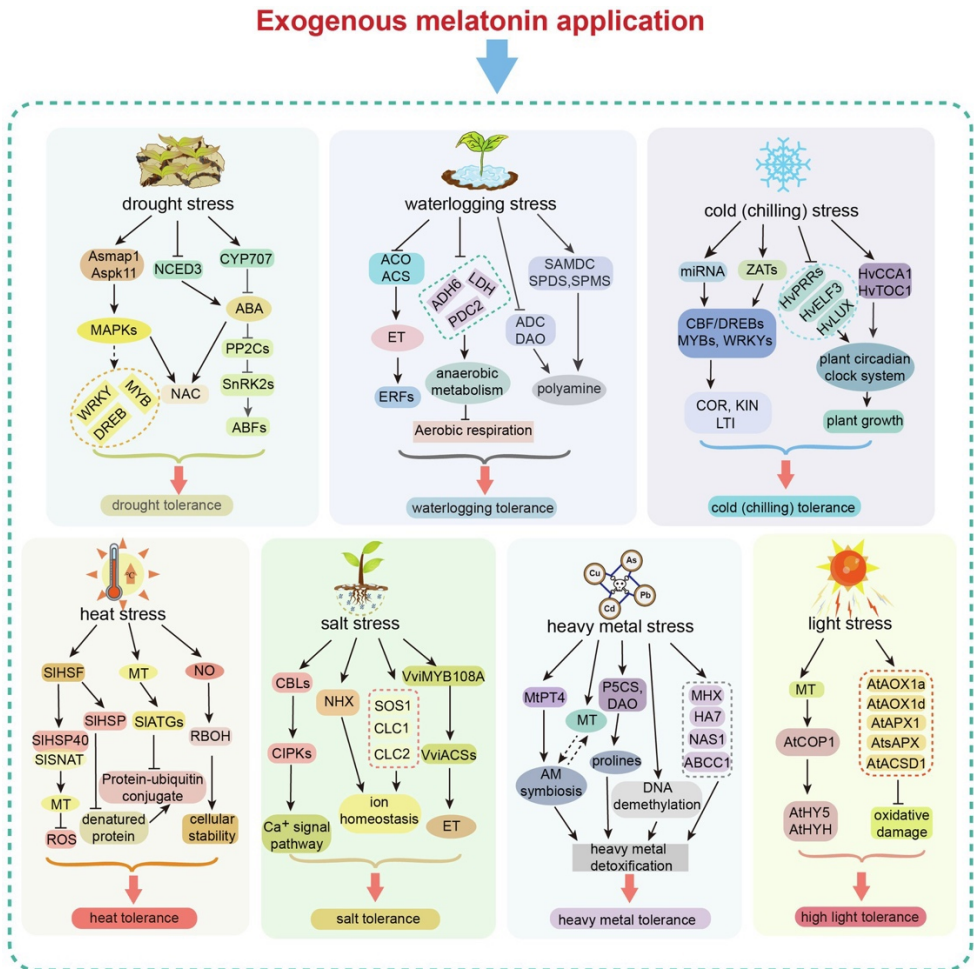 Exogenous melatonin application
drought stress
Asmap1
Aspk11
NCED3
CYP707
MAPKs
ABA
PP2Cs
WRKY
MYB
DREB
NAC
SnRK2s
ABFs
drought tolerance
waterlogging stress
ACO
ACS
ADH6
LDH
PDC2
SAMDC
SPDS,SPMS
ET
ADC
DAO
anaerobic
metabolism
polyamine
ERFs
Aerobic respiration
waterlogging tolerance
cold (chilling) stress
miRNA
ZATs
HvPRRs
HvELF3
HvLUX
HvCCA1
HvTOC1
CBF/DREBs
MYBs, WRKYs
plant circadian
clock system
COR, KIN
LTI
plant growth
cold (chilling) tolerance
°C
heat stress
SlHSF
MT
NO
SlHSP
SlATGs
RBOH
SlHSP40
SlSNAT
Protein-ubiquitin
conjugate
MT
denatured
protein
cellular
stability
ROS
heat tolerance
salt stress
CBLs
NHX
SOS1
CLC1
CLC2
VviMYB108A
CIPKs
VviACSs
Ca+ signal
pathway
ion
homeostasis
ET
salt tolerance
Cu
As
Pb
Cd
heavy metal stress
MtPT4
MT
P5CS,
DAO
MHX
HA7
NAS1
ABCC1
AM
symbiosis
prolines
DNA
demethylation
heavy metal
detoxification
heavy metal tolerance
light stress
MT
AtAOX1a
AtAOX1d
AtAPX1
AtsAPX
AtACSD1
AtCOP1
AtHY5
AtHYH
oxidative
damage
high light tolerance